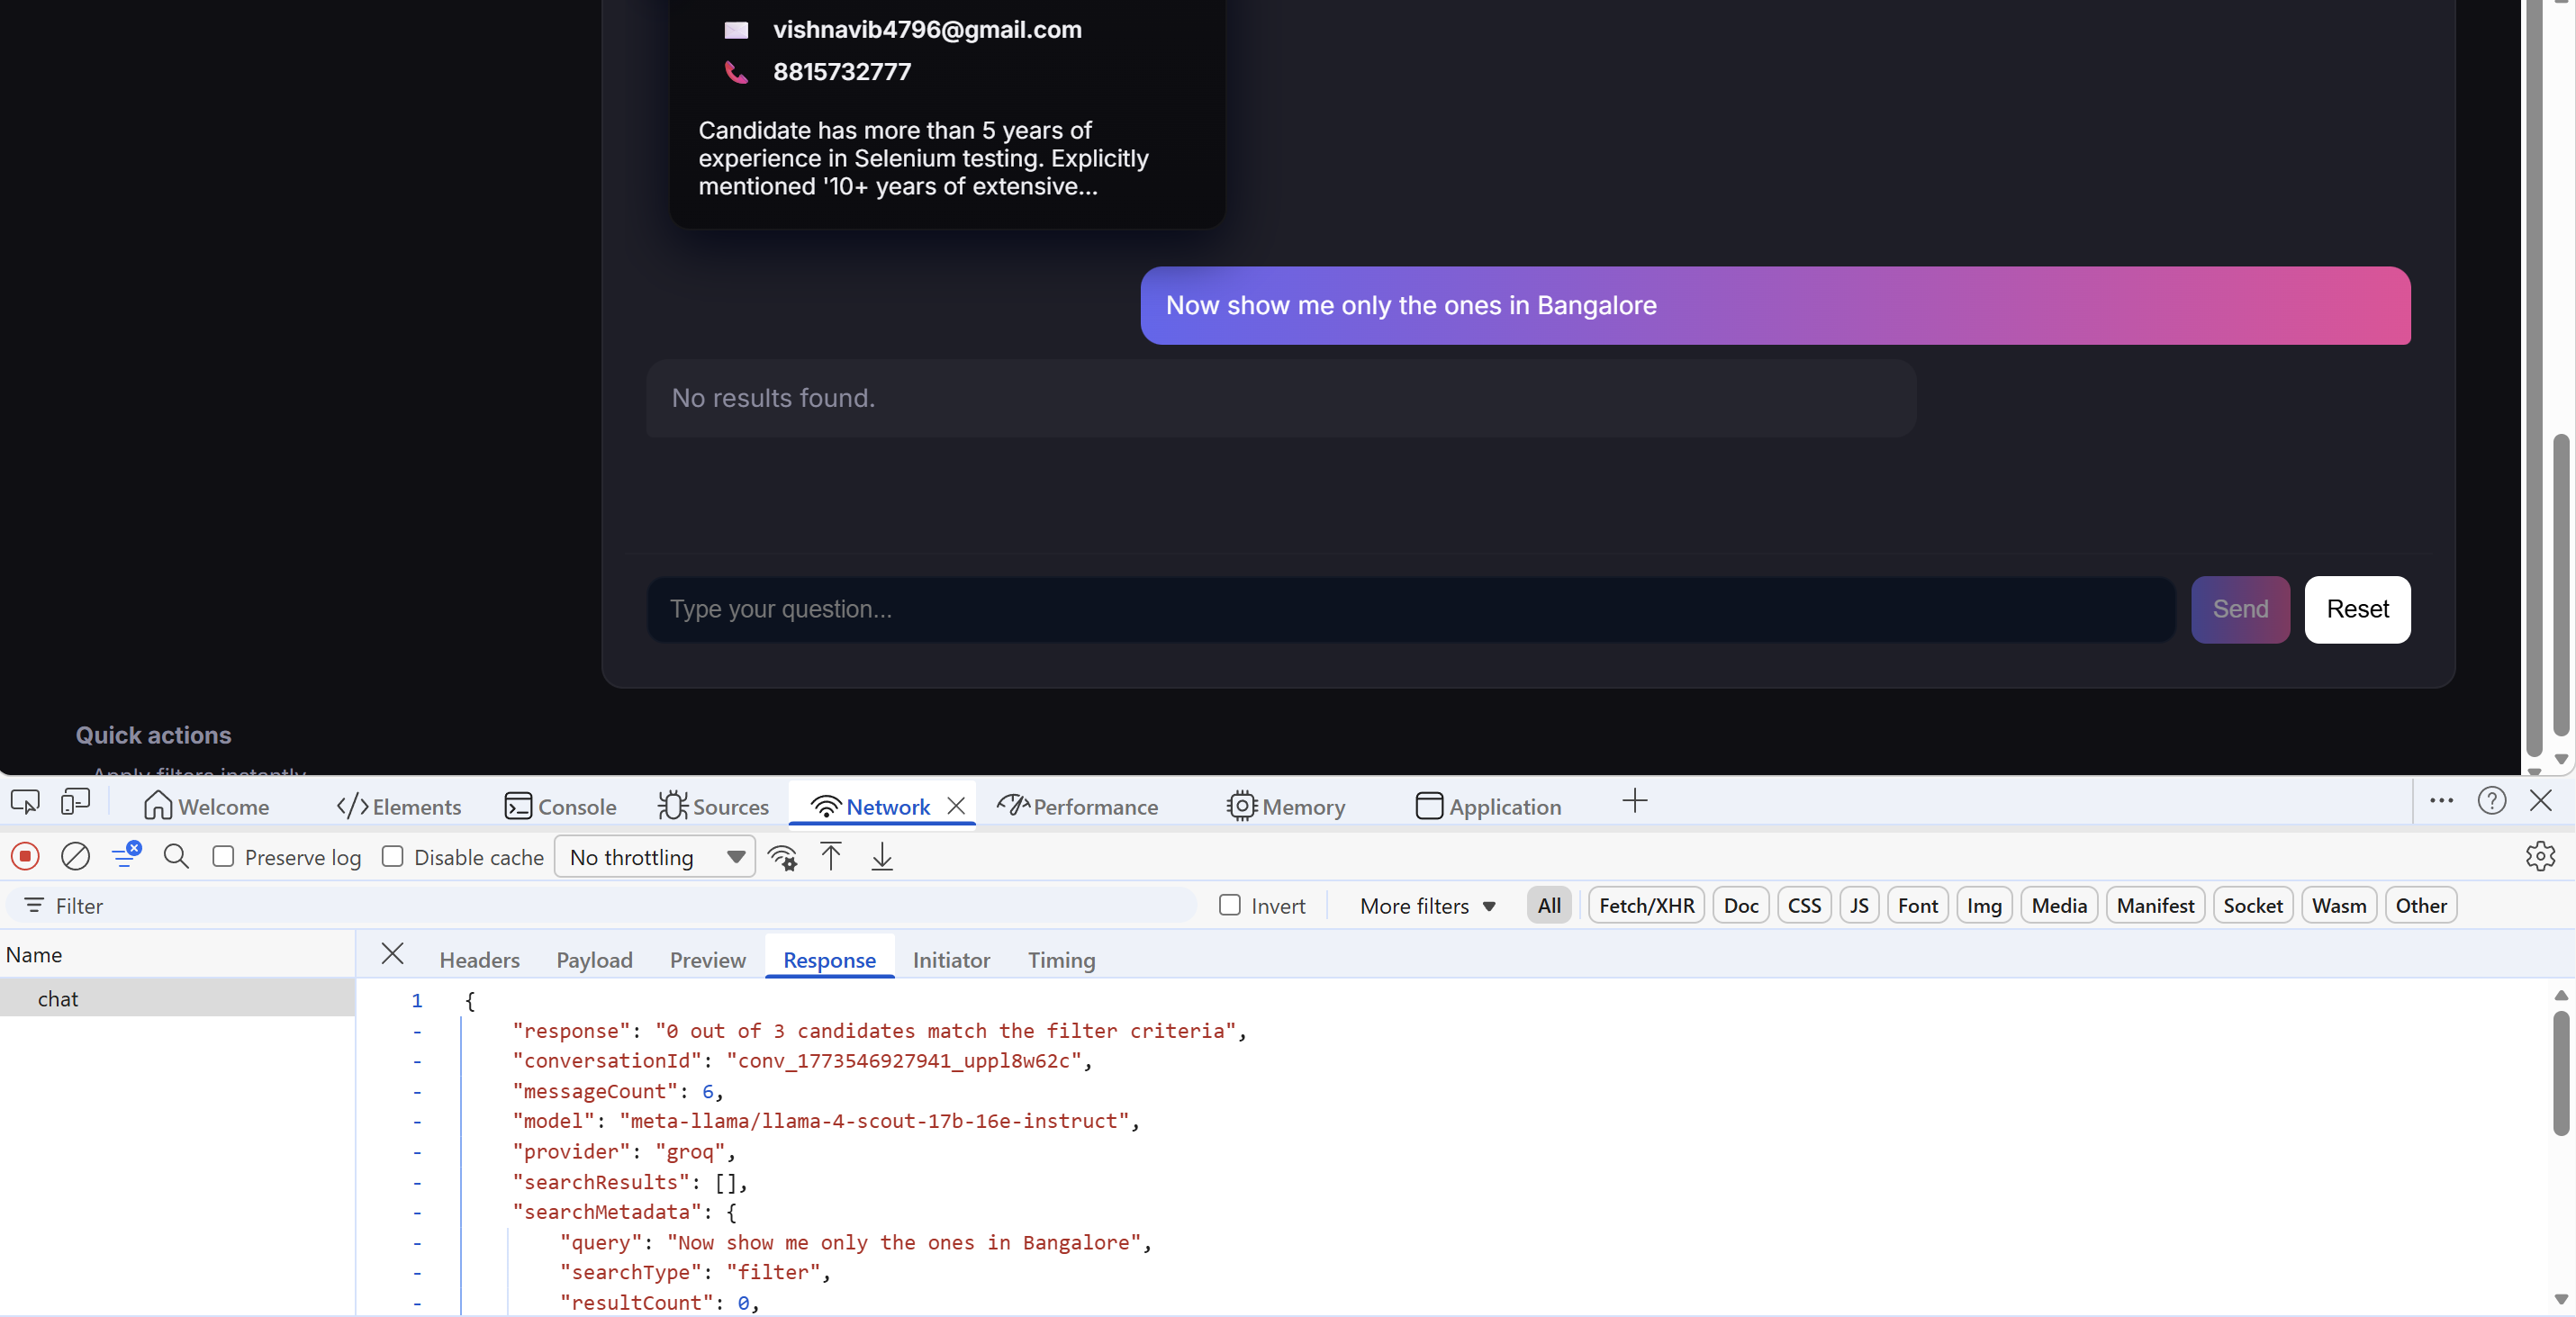 vishnavib4796@gmail.com
8815732777
Candidate has more than 5 years of
experience in Selenium testing. Explicitly
mentioned '10+ years of extensive...
Now show me only the ones in Bangalore
No results found.
Type your question...
Send
Reset
Quick actions
Apply filters instantly
Welcome
Elements
Console
Sources
Network
Performance
Memory
Application
Preserve log
Disable cache
No throttling
Filter
Invert
More filters
All
Fetch/XHR
Doc
CSS
JS
Font
Img
Media
Manifest
Socket
Wasm
Other
Name
Headers
Payload
Preview
Response
Initiator
Timing
chat
1 {
- "response": "0 out of 3 candidates match the filter criteria",
- "conversationId": "conv_1773546927941_uppl8w62c",
- "messageCount": 6,
- "model": "meta-llama/llama-4-scout-17b-16e-instruct",
- "provider": "groq",
- "searchResults": [],
- "searchMetadata": {
- "query": "Now show me only the ones in Bangalore",
- "searchType": "filter",
- "resultCount": 0,